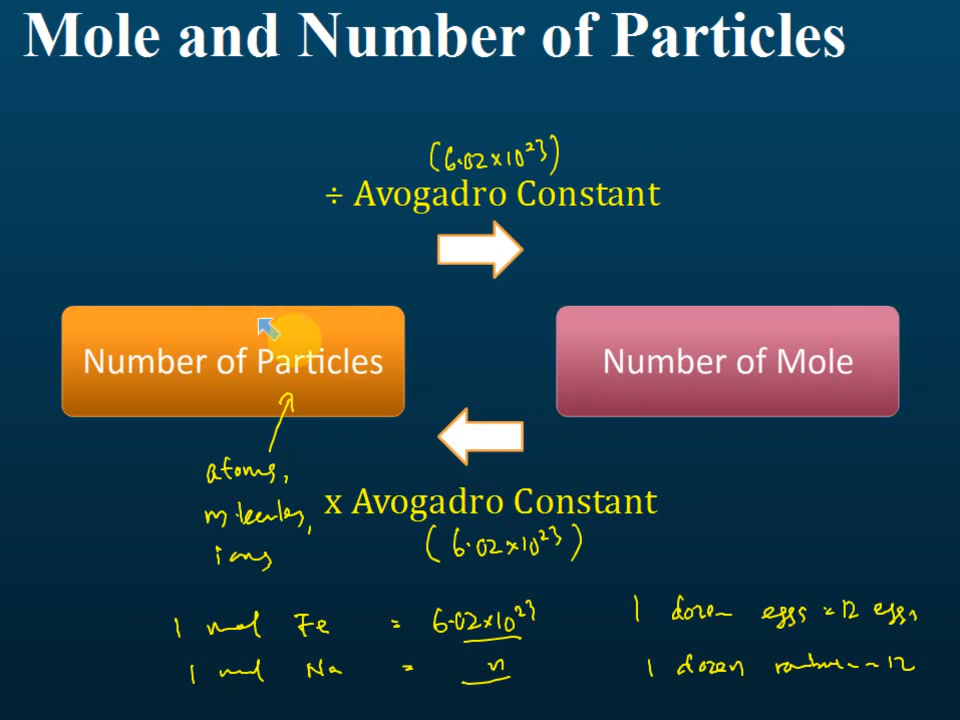 Mole and Number of Particles
(6.02×10²³)
÷ Avogadro Constant
Number of Particles
Number of Mole
atoms,
molecules,
ions
x Avogadro Constant
(6.02×10²³)
1 mol Fe = 6.02×10²³
1 mol Na = "
1 dozen eggs = 12 eggs
1 dozen = 12